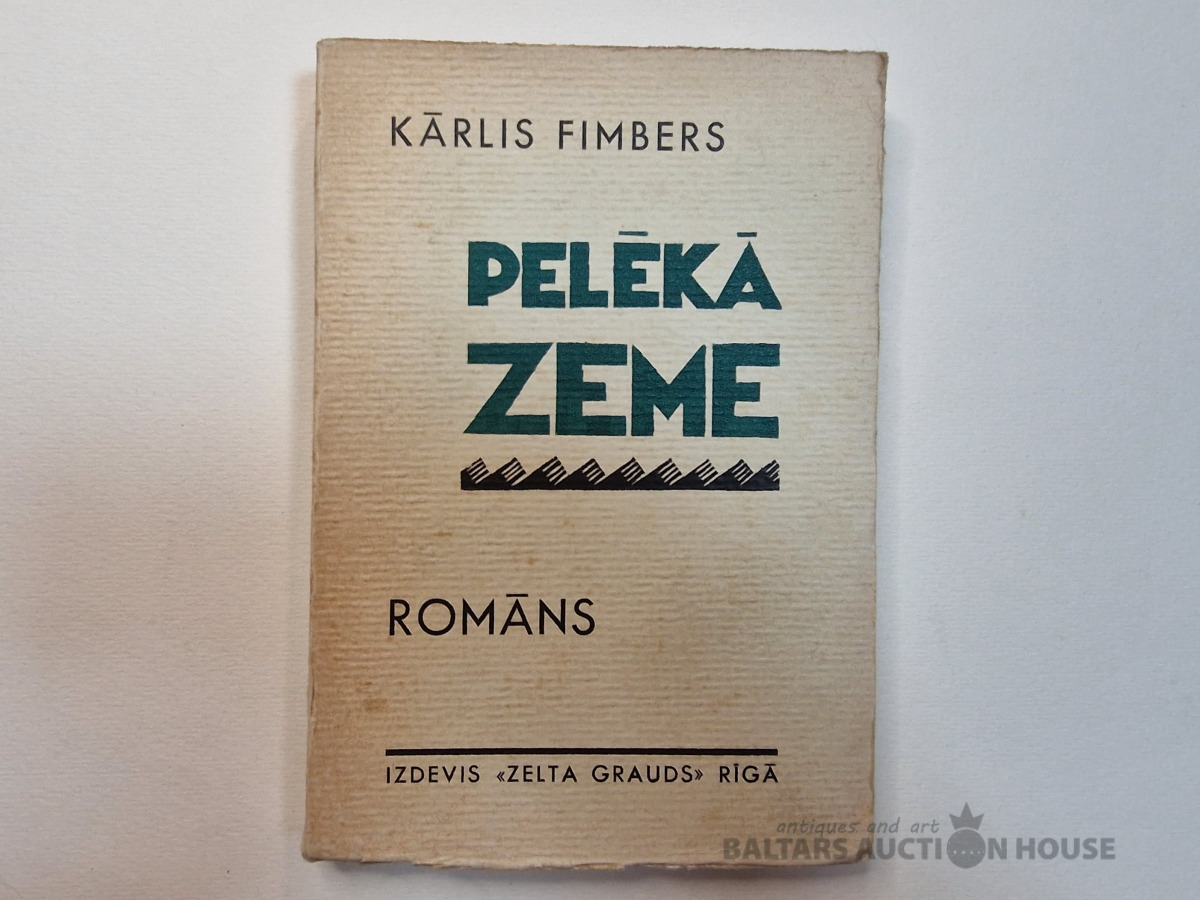 KĀRLIS FIMBERS
PELĒKĀ
ZEME
ROMĀNS
IZDEVIS «ZELTA GRAUDS» RĪGĀ
antiques and art
BALTARS AUCTION HOUSE